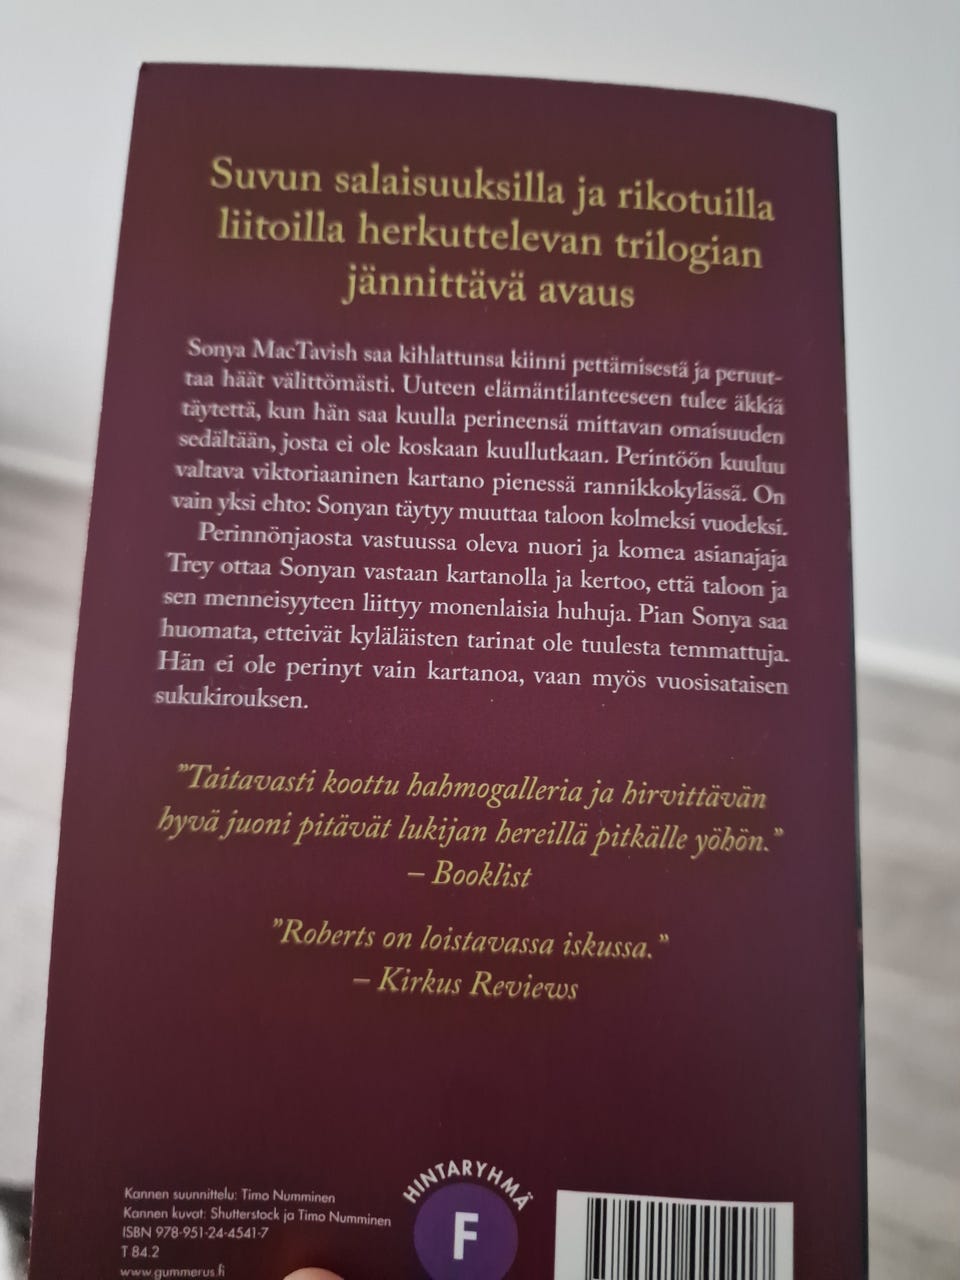 Suvun salaisuuksilla ja rikotuilla
liitoilla herkuttelevan trilogian
jännittävä avaus
Sonya MacTavish saa kihlattunsa kiinni pettämisestä ja peruut-
taa häät välittömästi. Uuteen elämäntilanteeseen tulee äkkiä
täytettä, kun hän saa kuulla perineensä mittavan omaisuuden
sedältään, josta ei ole koskaan kuullutkaan. Perintöön kuuluu
valtava viktoriaaninen kartano pienessä rannikkokylässä. On
vain yksi ehto: Sonyan täytyy muuttaa taloon kolmeksi vuodeksi.
Perinnönjaosta vastuussa oleva nuori ja komea asianajaja
Trey ottaa Sonyan vastaan kartanolla ja kertoo, että taloon ja
sen menneisyyteen liittyy monenlaisia huhuja. Pian Sonya saa
huomata, etteivät kyläläisten tarinat ole tuulesta temmattuja.
Hän ei ole perinyt vain kartanoa, vaan myös vuosisataisen
sukukirouksen.
”Taitavasti koottu hahmogalleria ja hirvittävän
hyvä juoni pitävät lukijan hereillä pitkälle yöhön.”
– Booklist
”Roberts on loistavassa iskussa.”
– Kirkus Reviews
Kannen suunnittelu: Timo Numminen
Kannen kuvat: Shutterstock ja Timo Numminen
ISBN 978-951-24-4541-7
T 84.2
www.gummerus.fi
HINTARYHMÄ
F